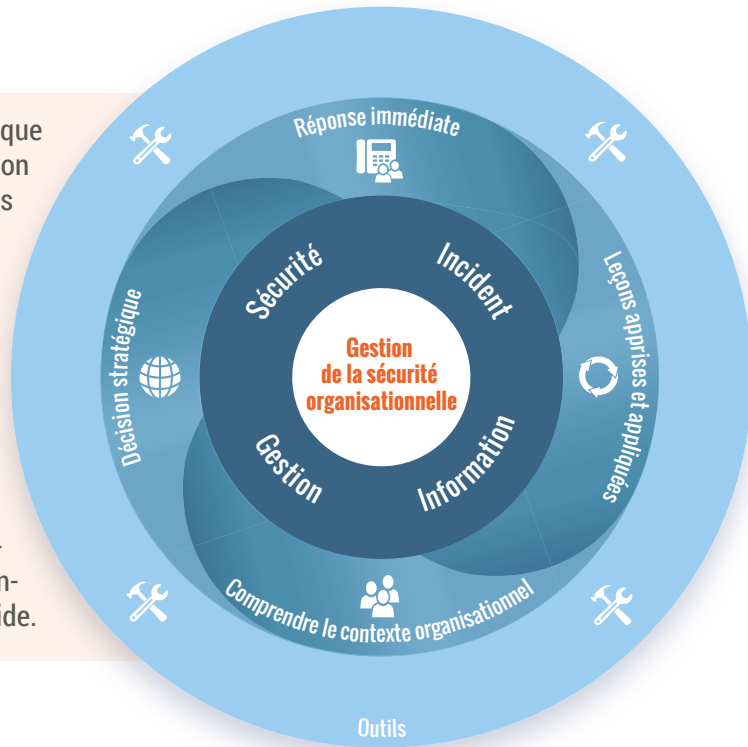 que
on
s
Réponse immédiate
Sécurité
Incident
Décision stratégique
Gestion
de la sécurité
organisationnelle
Leçons apprises et appliquées
Gestion
Information
n-
ide.
Comprendre le contexte organisationnel
Outils